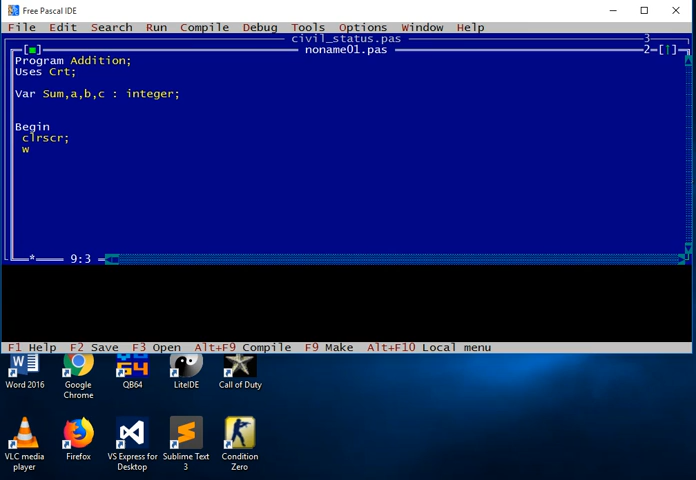 Free Pascal IDE
File Edit Search Run Compile Debug Tools Options Window Help
civil_status.pas 3
[■] noname01.pas 2 [↑]
Program Addition;
Uses Crt;
Var Sum,a,b,c : integer;
Begin
clrscr;
w
* 9:3
F1 Help F2 Save F3 Open Alt+F9 Compile F9 Make Alt+F10 Local menu
Word 2016
Google Chrome
QB64
LiteIDE
Call of Duty
VLC media player
Firefox
VS Express for Desktop
Sublime Text 3
Condition Zero